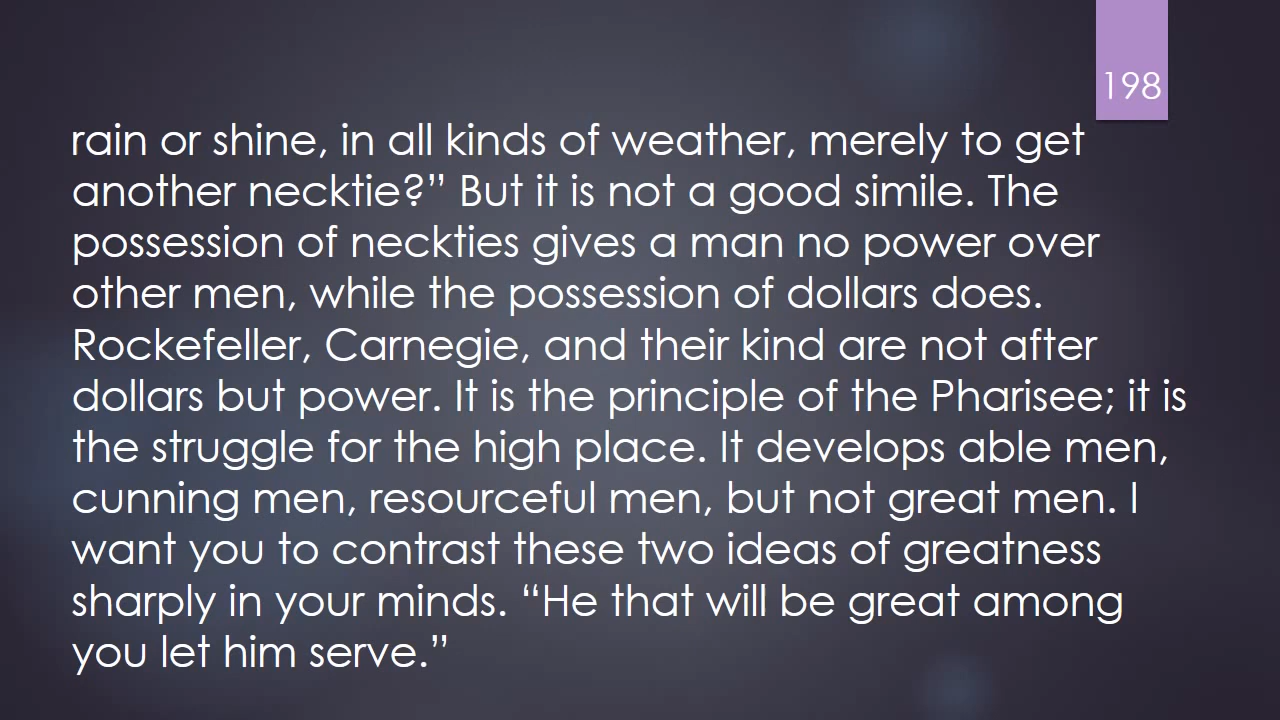 198
rain or shine, in all kinds of weather, merely to get
another necktie?” But it is not a good simile. The
possession of neckties gives a man no power over
other men, while the possession of dollars does.
Rockefeller, Carnegie, and their kind are not after
dollars but power. It is the principle of the Pharisee; it is
the struggle for the high place. It develops able men,
cunning men, resourceful men, but not great men. I
want you to contrast these two ideas of greatness
sharply in your minds. “He that will be great among
you let him serve.”